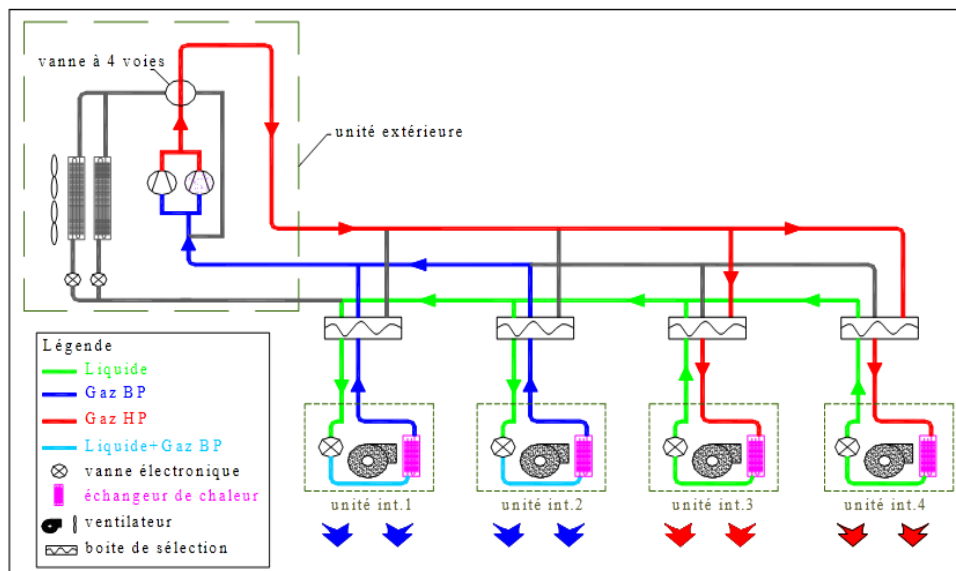 vanne à 4 voies
unité extérieure
Légende
Liquide
Gaz BP
Gaz HP
Liquide+Gaz BP
vanne électronique
échangeur de chaleur
ventilateur
boite de sélection
unité int.1
unité int.2
unité int.3
unité int.4